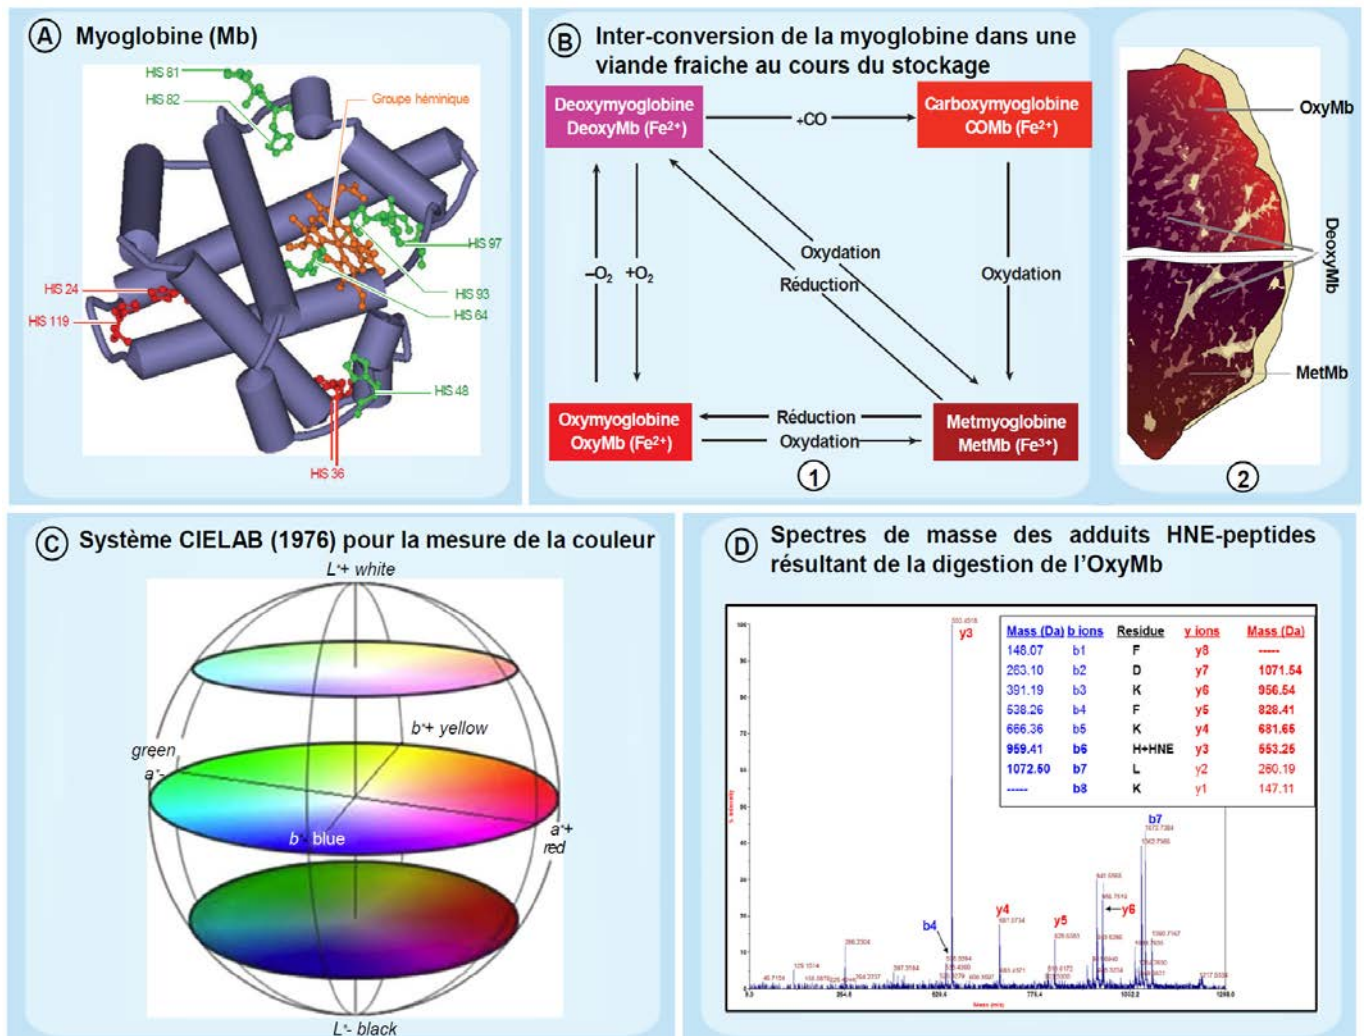 A Myoglobine (Mb)
HIS 81
HIS 82
Groupe héminique
HIS 97
HIS 24
HIS 93
HIS 119
HIS 64
HIS 48
HIS 36
B Inter-conversion de la myoglobine dans une
viande fraiche au cours du stockage
Deoxymyoglobine
DeoxyMb (Fe²⁺)
+CO
Carboxymyoglobine
COMb (Fe²⁺)
–O₂
+O₂
Oxydation
Réduction
Oxydation
Oxymyoglobine
OxyMb (Fe²⁺)
Réduction
Oxydation
Metmyoglobine
MetMb (Fe³⁺)
1
OxyMb
DeoxyMb
MetMb
2
C Système CIELAB (1976) pour la mesure de la couleur
L*+ white
b*+ yellow
green
a*-
b*- blue
a*+
red
L*- black
D Spectres de masse des adduits HNE-peptides
résultant de la digestion de l'OxyMb
y3
Mass (Da) b ions Residue y ions Mass (Da)
148.07 b1 F y8 -----
263.10 b2 D y7 1071.54
391.19 b3 K y6 956.54
538.26 b4 F y5 828.41
666.36 b5 K y4 681.65
959.41 b6 H+HNE y3 553.25
1072.50 b7 L y2 260.19
----- b8 K y1 147.11
b7
b4
y4
y5
y6
Mass (m/z)